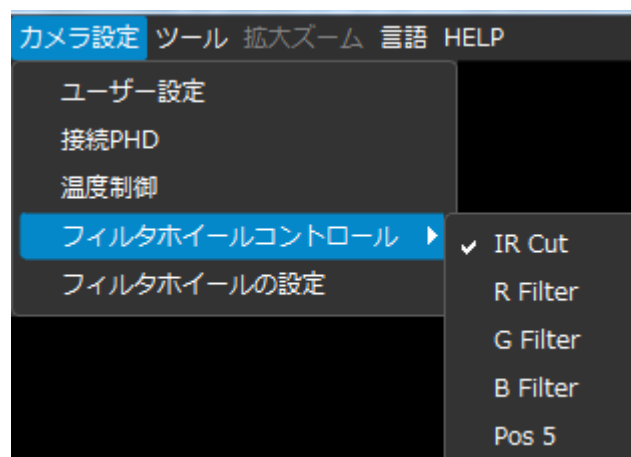 カメラ設定 ツール 拡大ズーム 言語 HELP
ユーザー設定
接続PHD
温度制御
フィルタホイールコントロール
フィルタホイールの設定
IR Cut
R Filter
G Filter
B Filter
Pos 5